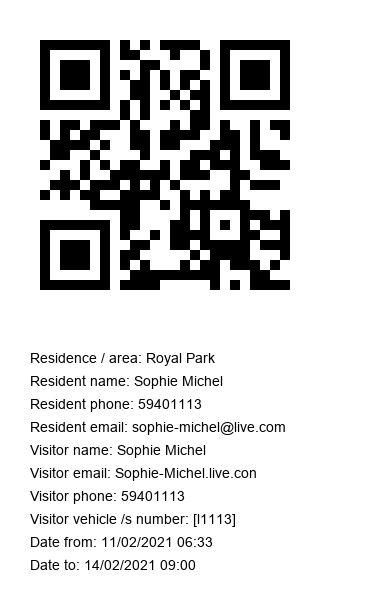 Residence / area: Royal Park
Resident name: Sophie Michel
Resident phone: 59401113
Resident email: sophie-michel@live.com
Visitor name: Sophie Michel
Visitor email: Sophie-Michel.live.con
Visitor phone: 59401113
Visitor vehicle /s number: [l1113]
Date from: 11/02/2021 06:33
Date to: 14/02/2021 09:00